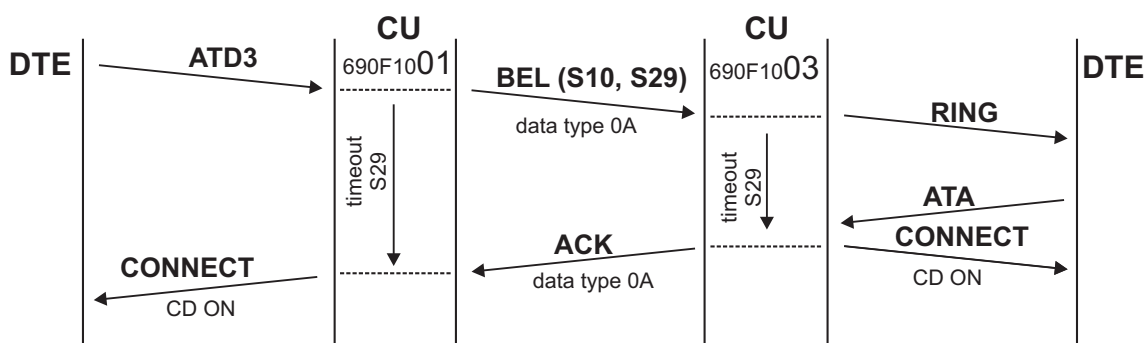 CU
CU
DTE
ATD3
690F1001
BEL (S10, S29)
690F1003
DTE
data type 0A
RING
timeout
S29
timeout
S29
ATA
ACK
CONNECT
CONNECT
data type 0A
CD ON
CD ON